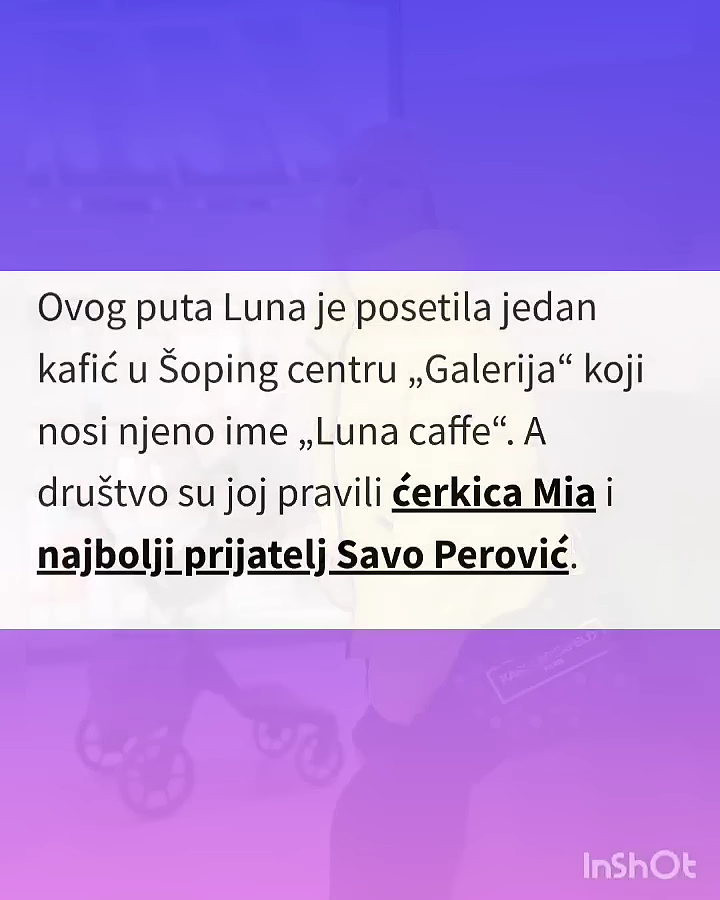 Ovog puta Luna je posetila jedan
kafić u Šoping centru „Galerija“ koji
nosi njeno ime „Luna caffe“. A
društvo su joj pravili ćerkica Mia i
najbolji prijatelj Savo Perović.
InShOt